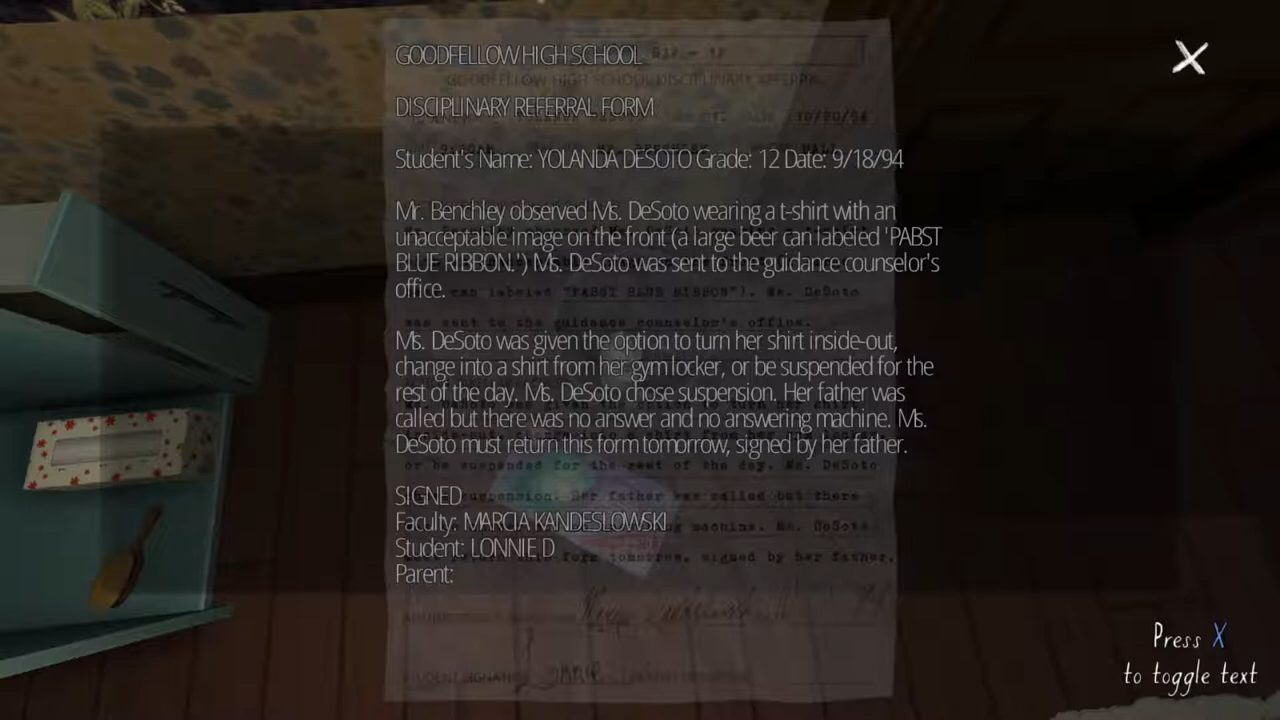 GOODFELLOW HIGH SCHOOL
DISCIPLINARY REFERRAL FORM
Student's Name: YOLANDA DESOTO Grade: 12 Date: 9/18/94
Mr. Benchley observed Ms. DeSoto wearing a t-shirt with an
unacceptable image on the front (a large beer can labeled 'PABST
BLUE RIBBON.') Ms. DeSoto was sent to the guidance counselor's
office.
Ms. DeSoto was given the option to turn her shirt inside-out,
change into a shirt from her gym locker, or be suspended for the
rest of the day. Ms. DeSoto chose suspension. Her father was
called but there was no answer and no answering machine. Ms.
DeSoto must return this form tomorrow, signed by her father.
SIGNED
Faculty: MARCIA KANDESLOWSKI
Student: LONNIE D
Parent:
Press X
to toggle text